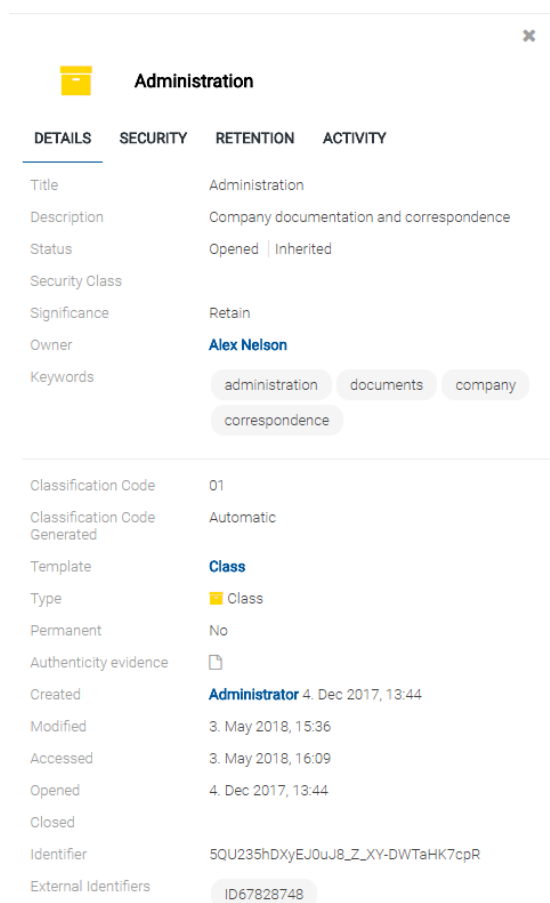 Administration
DETAILS SECURITY RETENTION ACTIVITY
Title Administration
Description Company documentation and correspondence
Status Opened Inherited
Security Class
Significance Retain
Owner Alex Nelson
Keywords administration documents company
correspondence
Classification Code 01
Classification Code Automatic
Generated
Template Class
Type Class
Permanent No
Authenticity evidence
Created Administrator 4. Dec 2017, 13:44
Modified 3. May 2018, 15:36
Accessed 3. May 2018, 16:09
Opened 4. Dec 2017, 13:44
Closed
Identifier 5QU235hDXyEJ0uJ8_Z_XY-DWTaHK7cpR
External Identifiers ID67828748